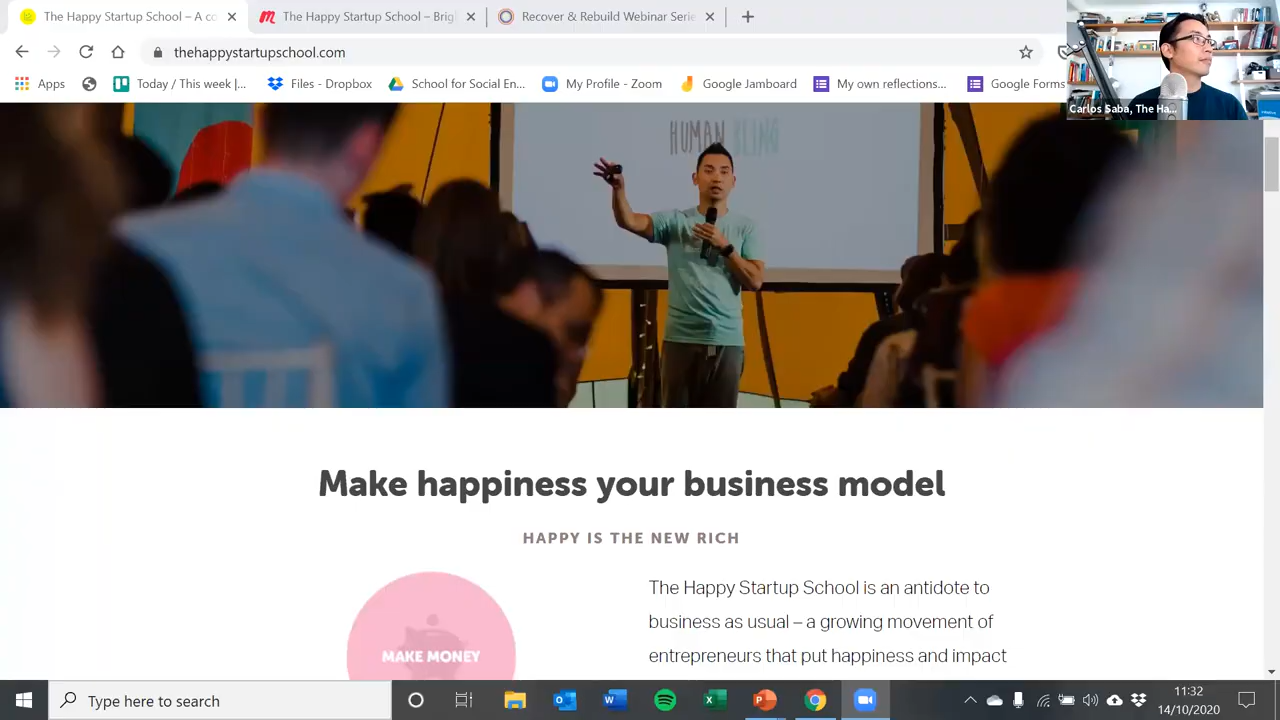 The Happy Startup School – A co
The Happy Startup School – Brig
Recover & Rebuild Webinar Serie
thehappystartupschool.com
Apps
Today / This week |...
Files - Dropbox
School for Social En...
My Profile - Zoom
Google Jamboard
My own reflections...
Google Forms
Carlos Saba, The Ha...
HUMAN BEING
Make happiness your business model
HAPPY IS THE NEW RICH
MAKE MONEY
The Happy Startup School is an antidote to
business as usual – a growing movement of
entrepreneurs that put happiness and impact
Type here to search
11:32
14/10/2020